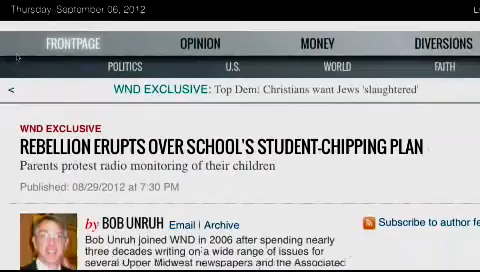 Thursday, September 06, 2012
FRONTPAGE OPINION MONEY DIVERSIONS
POLITICS U.S. WORLD FAITH
< WND EXCLUSIVE: Top Dem: Christians want Jews 'slaughtered'
WND EXCLUSIVE
REBELLION ERUPTS OVER SCHOOL'S STUDENT-CHIPPING PLAN
Parents protest radio monitoring of their children
Published: 08/29/2012 at 7:30 PM
by BOB UNRUH Email | Archive
Subscribe to author fe
Bob Unruh joined WND in 2006 after spending nearly
three decades writing on a wide range of issues for
several Upper Midwest newspapers and the Associated